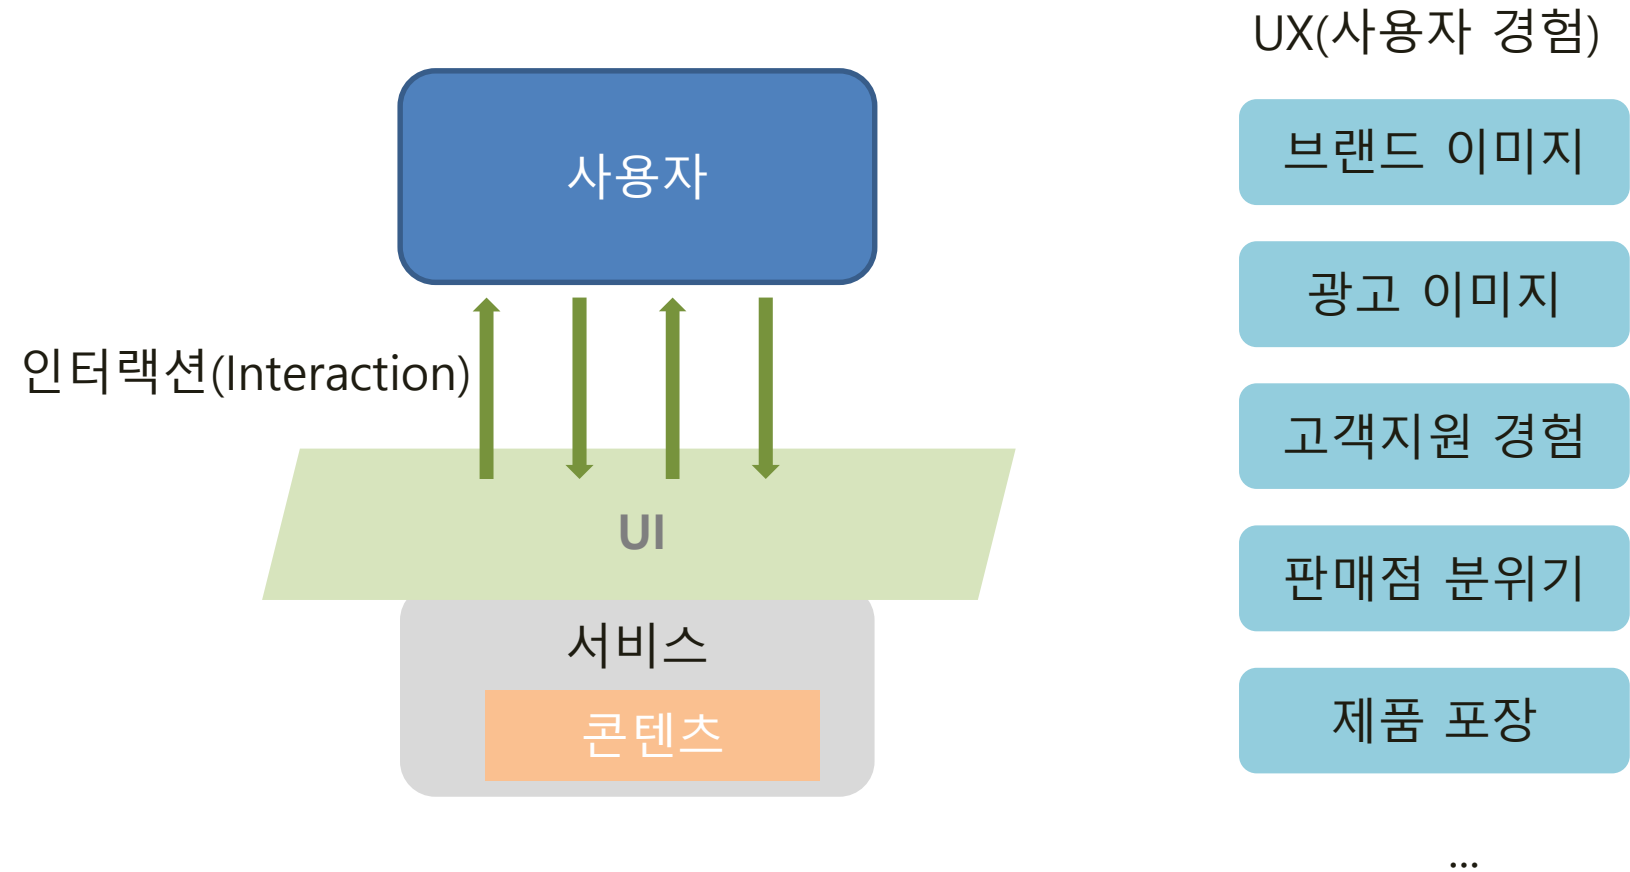 사용자
인터랙션(Interaction)
UI
서비스
콘텐츠
UX(사용자 경험)
브랜드 이미지
광고 이미지
고객지원 경험
판매점 분위기
제품 포장
...